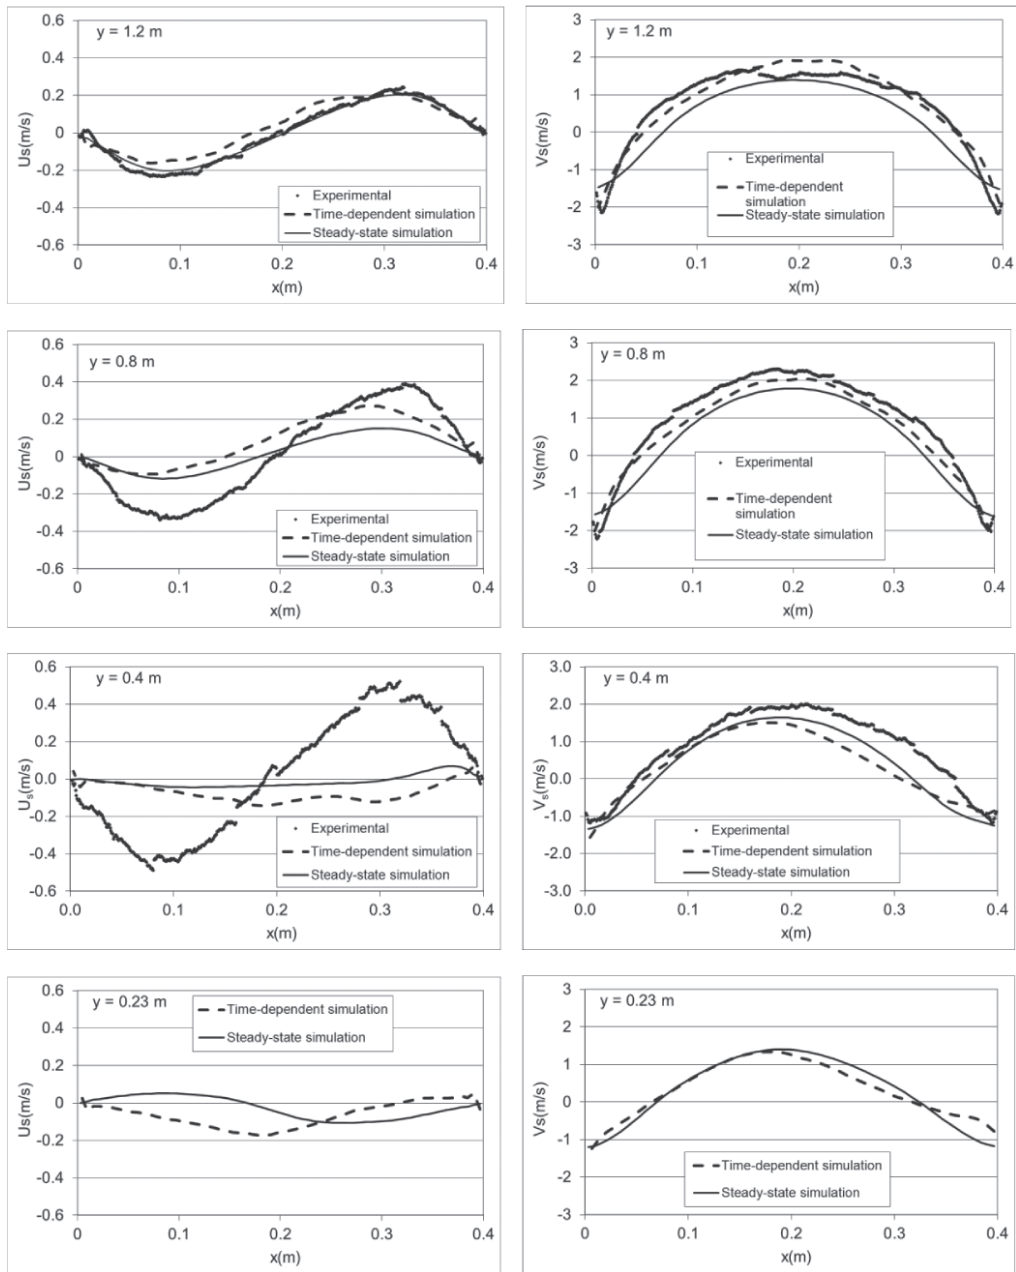 y = 1.2 m
Us(m/s)
0.6
0.4
0.2
0
-0.2
-0.4
-0.6
Experimental
Time-dependent simulation
Steady-state simulation
0 0.1 0.2 0.3 0.4
x(m)
y = 1.2 m
Vs(m/s)
3
2
1
0
-1
-2
-3
Experimental
Time-dependent
simulation
Steady-state simulation
0 0.1 0.2 0.3 0.4
x(m)
y = 0.8 m
Us(m/s)
0.6
0.4
0.2
0
-0.2
-0.4
-0.6
Experimental
Time-dependent simulation
Steady-state simulation
0 0.1 0.2 0.3 0.4
x(m)
y = 0.8 m
Vs(m/s)
3
2
1
0
-1
-2
-3
Experimental
Time-dependent
simulation
Steady-state simulation
0 0.1 0.2 0.3 0.4
x(m)
y = 0.4 m
Us(m/s)
0.6
0.4
0.2
0.0
-0.2
-0.4
-0.6
Experimental
Time-dependent simulation
Steady-state simulation
0.0 0.1 0.2 0.3 0.4
x(m)
y = 0.4 m
Vs(m/s)
3.0
2.0
1.0
0.0
-1.0
-2.0
-3.0
Experimental
Time-dependent simulation
Steady-state simulation
0.0 0.1 0.2 0.3 0.4
x(m)
y = 0.23 m
Us(m/s)
0.6
0.4
0.2
0
-0.2
-0.4
-0.6
Time-dependent simulation
Steady-state simulation
0 0.1 0.2 0.3 0.4
x(m)
y = 0.23 m
Vs(m/s)
3
2
1
0
-1
-2
-3
Time-dependent simulation
Steady-state simulation
0 0.1 0.2 0.3 0.4
x(m)